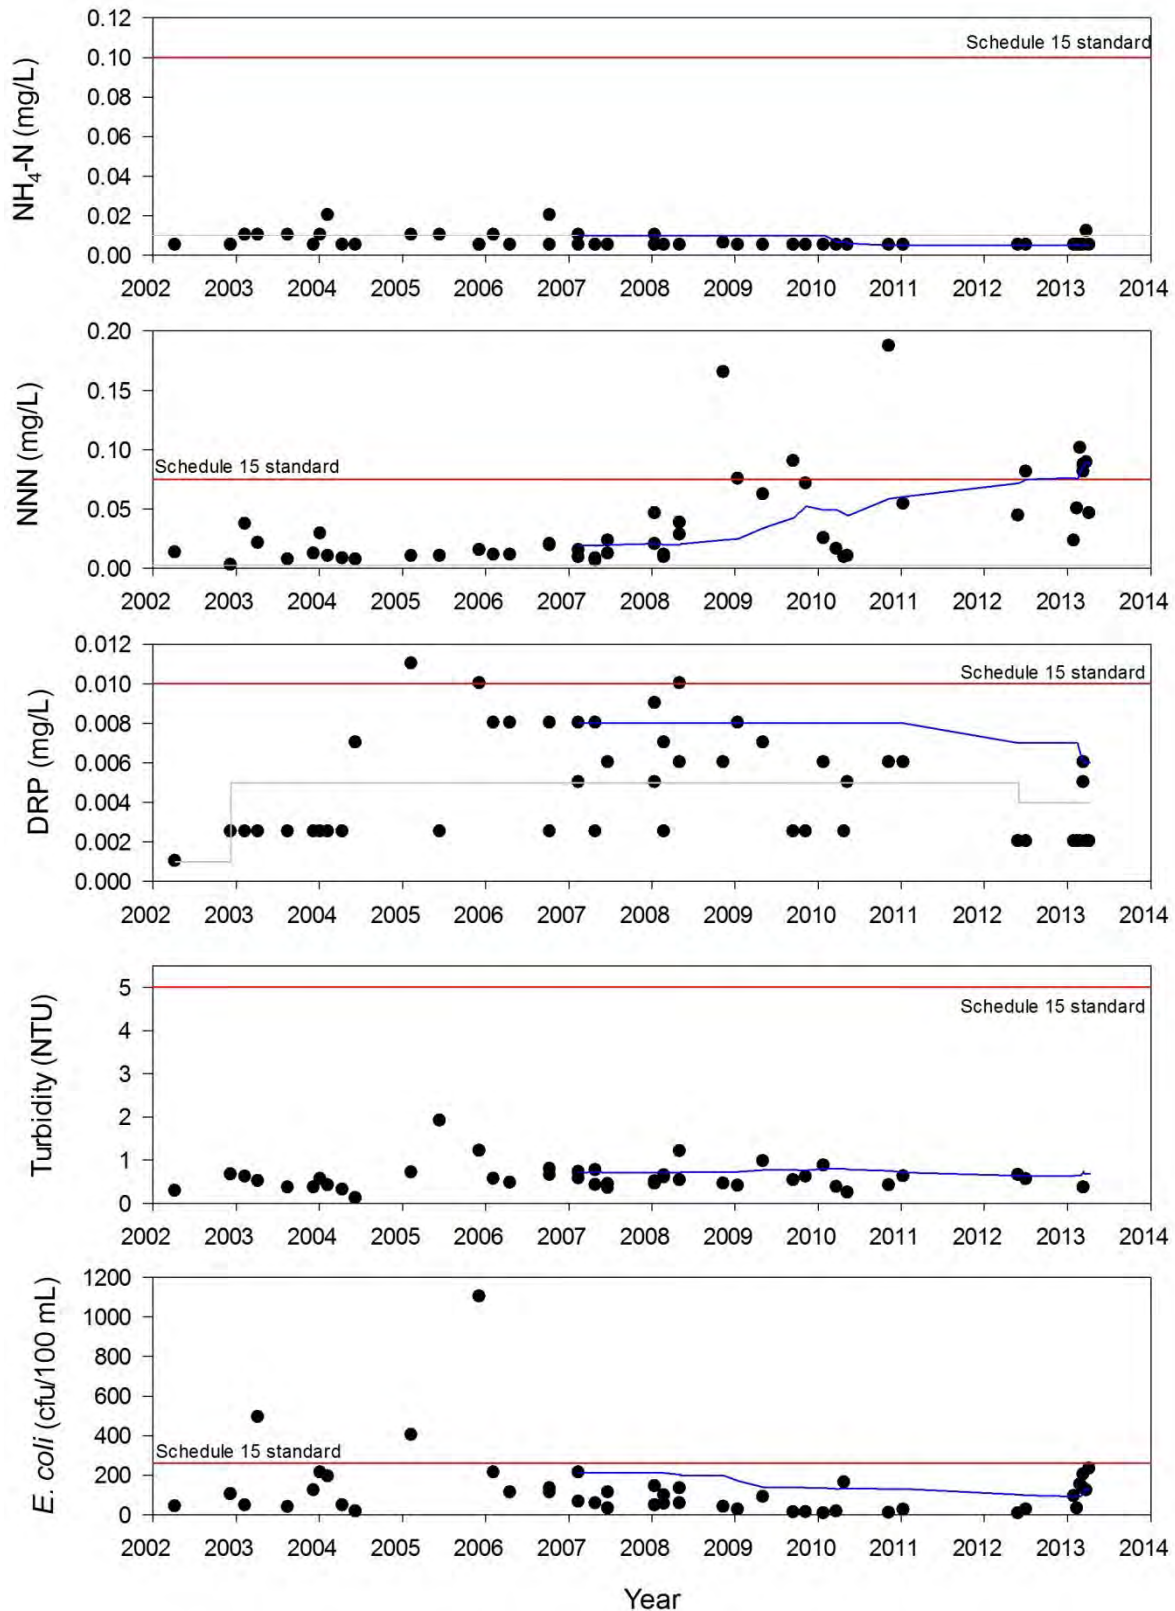 NH₄-N (mg/L)
0.12
0.10
0.08
0.06
0.04
0.02
0.00
Schedule 15 standard
2002 2003 2004 2005 2006 2007 2008 2009 2010 2011 2012 2013 2014
NNN (mg/L)
0.20
0.15
0.10
0.05
0.00
Schedule 15 standard
2002 2003 2004 2005 2006 2007 2008 2009 2010 2011 2012 2013 2014
DRP (mg/L)
0.012
0.010
0.008
0.006
0.004
0.002
0.000
Schedule 15 standard
2002 2003 2004 2005 2006 2007 2008 2009 2010 2011 2012 2013 2014
Turbidity (NTU)
5
4
3
2
1
0
Schedule 15 standard
2002 2003 2004 2005 2006 2007 2008 2009 2010 2011 2012 2013 2014
E. coli (cfu/100 mL)
1200
1000
800
600
400
200
0
Schedule 15 standard
2002 2003 2004 2005 2006 2007 2008 2009 2010 2011 2012 2013 2014
Year